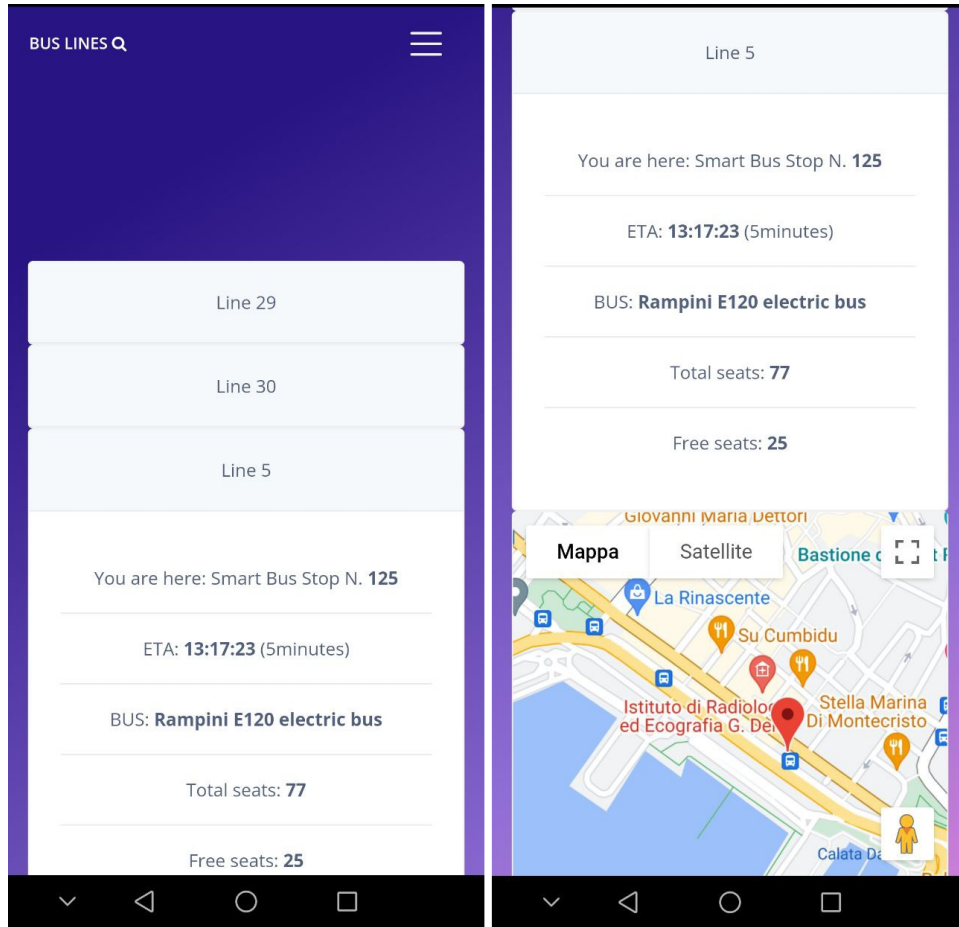 BUS LINES
Line 29
Line 30
Line 5
You are here: Smart Bus Stop N. 125
ETA: 13:17:23 (5minutes)
BUS: Rampini E120 electric bus
Total seats: 77
Free seats: 25
Line 5
You are here: Smart Bus Stop N. 125
ETA: 13:17:23 (5minutes)
BUS: Rampini E120 electric bus
Total seats: 77
Free seats: 25
Giovanni Maria Dettori
Mappa
Satellite
Bastione
La Rinascente
Su Cumbidu
Istituto di
ed Ecografia G.
Stella Marina
Di Montecristo
Calata